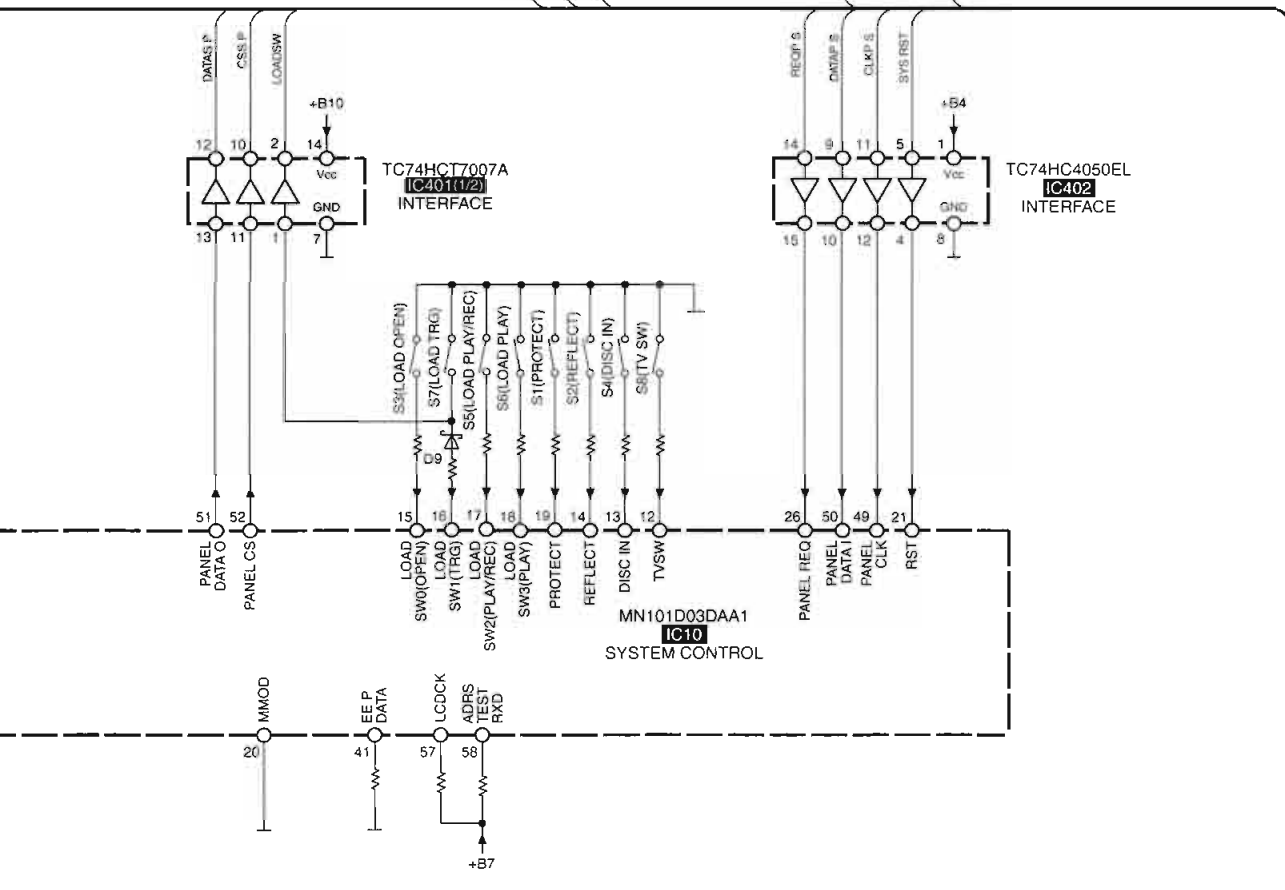 DATAS P
CSS P
LOADSW
REQP S
DATAP S
CLKP S
SYS RST
+B10
+B4
12
10
2
14
Vcc
GND
13
11
1
7
TC74HCT7007A
IC401(1/2)
INTERFACE
14
9
11
5
1
Vcc
GND
15
10
12
4
8
TC74HC4050EL
IC402
INTERFACE
S3(LOAD OPEN)
S7(LOAD TRG)
S5(LOAD PLAY/REC)
S6(LOAD PLAY)
S1(PROTECT)
S2(REFLECT)
S4(DISC IN)
S8(TV SW)
D9
51
52
15
16
17
18
19
14
13
12
26
50
49
21
PANEL
DATA O
PANEL CS
LOAD
SW0(OPEN)
LOAD
SW1(TRG)
LOAD
SW2(PLAY/REC)
LOAD
SW3(PLAY)
PROTECT
REFLECT
DISC IN
TVSW
PANEL REQ
PANEL
DATA I
PANEL
CLK
RST
MN101D03DAA1
IC10
SYSTEM CONTROL
MMOD
EE P
DATA
LCDCK
ADRS
TEST
RXD
20
41
57
58
+B7